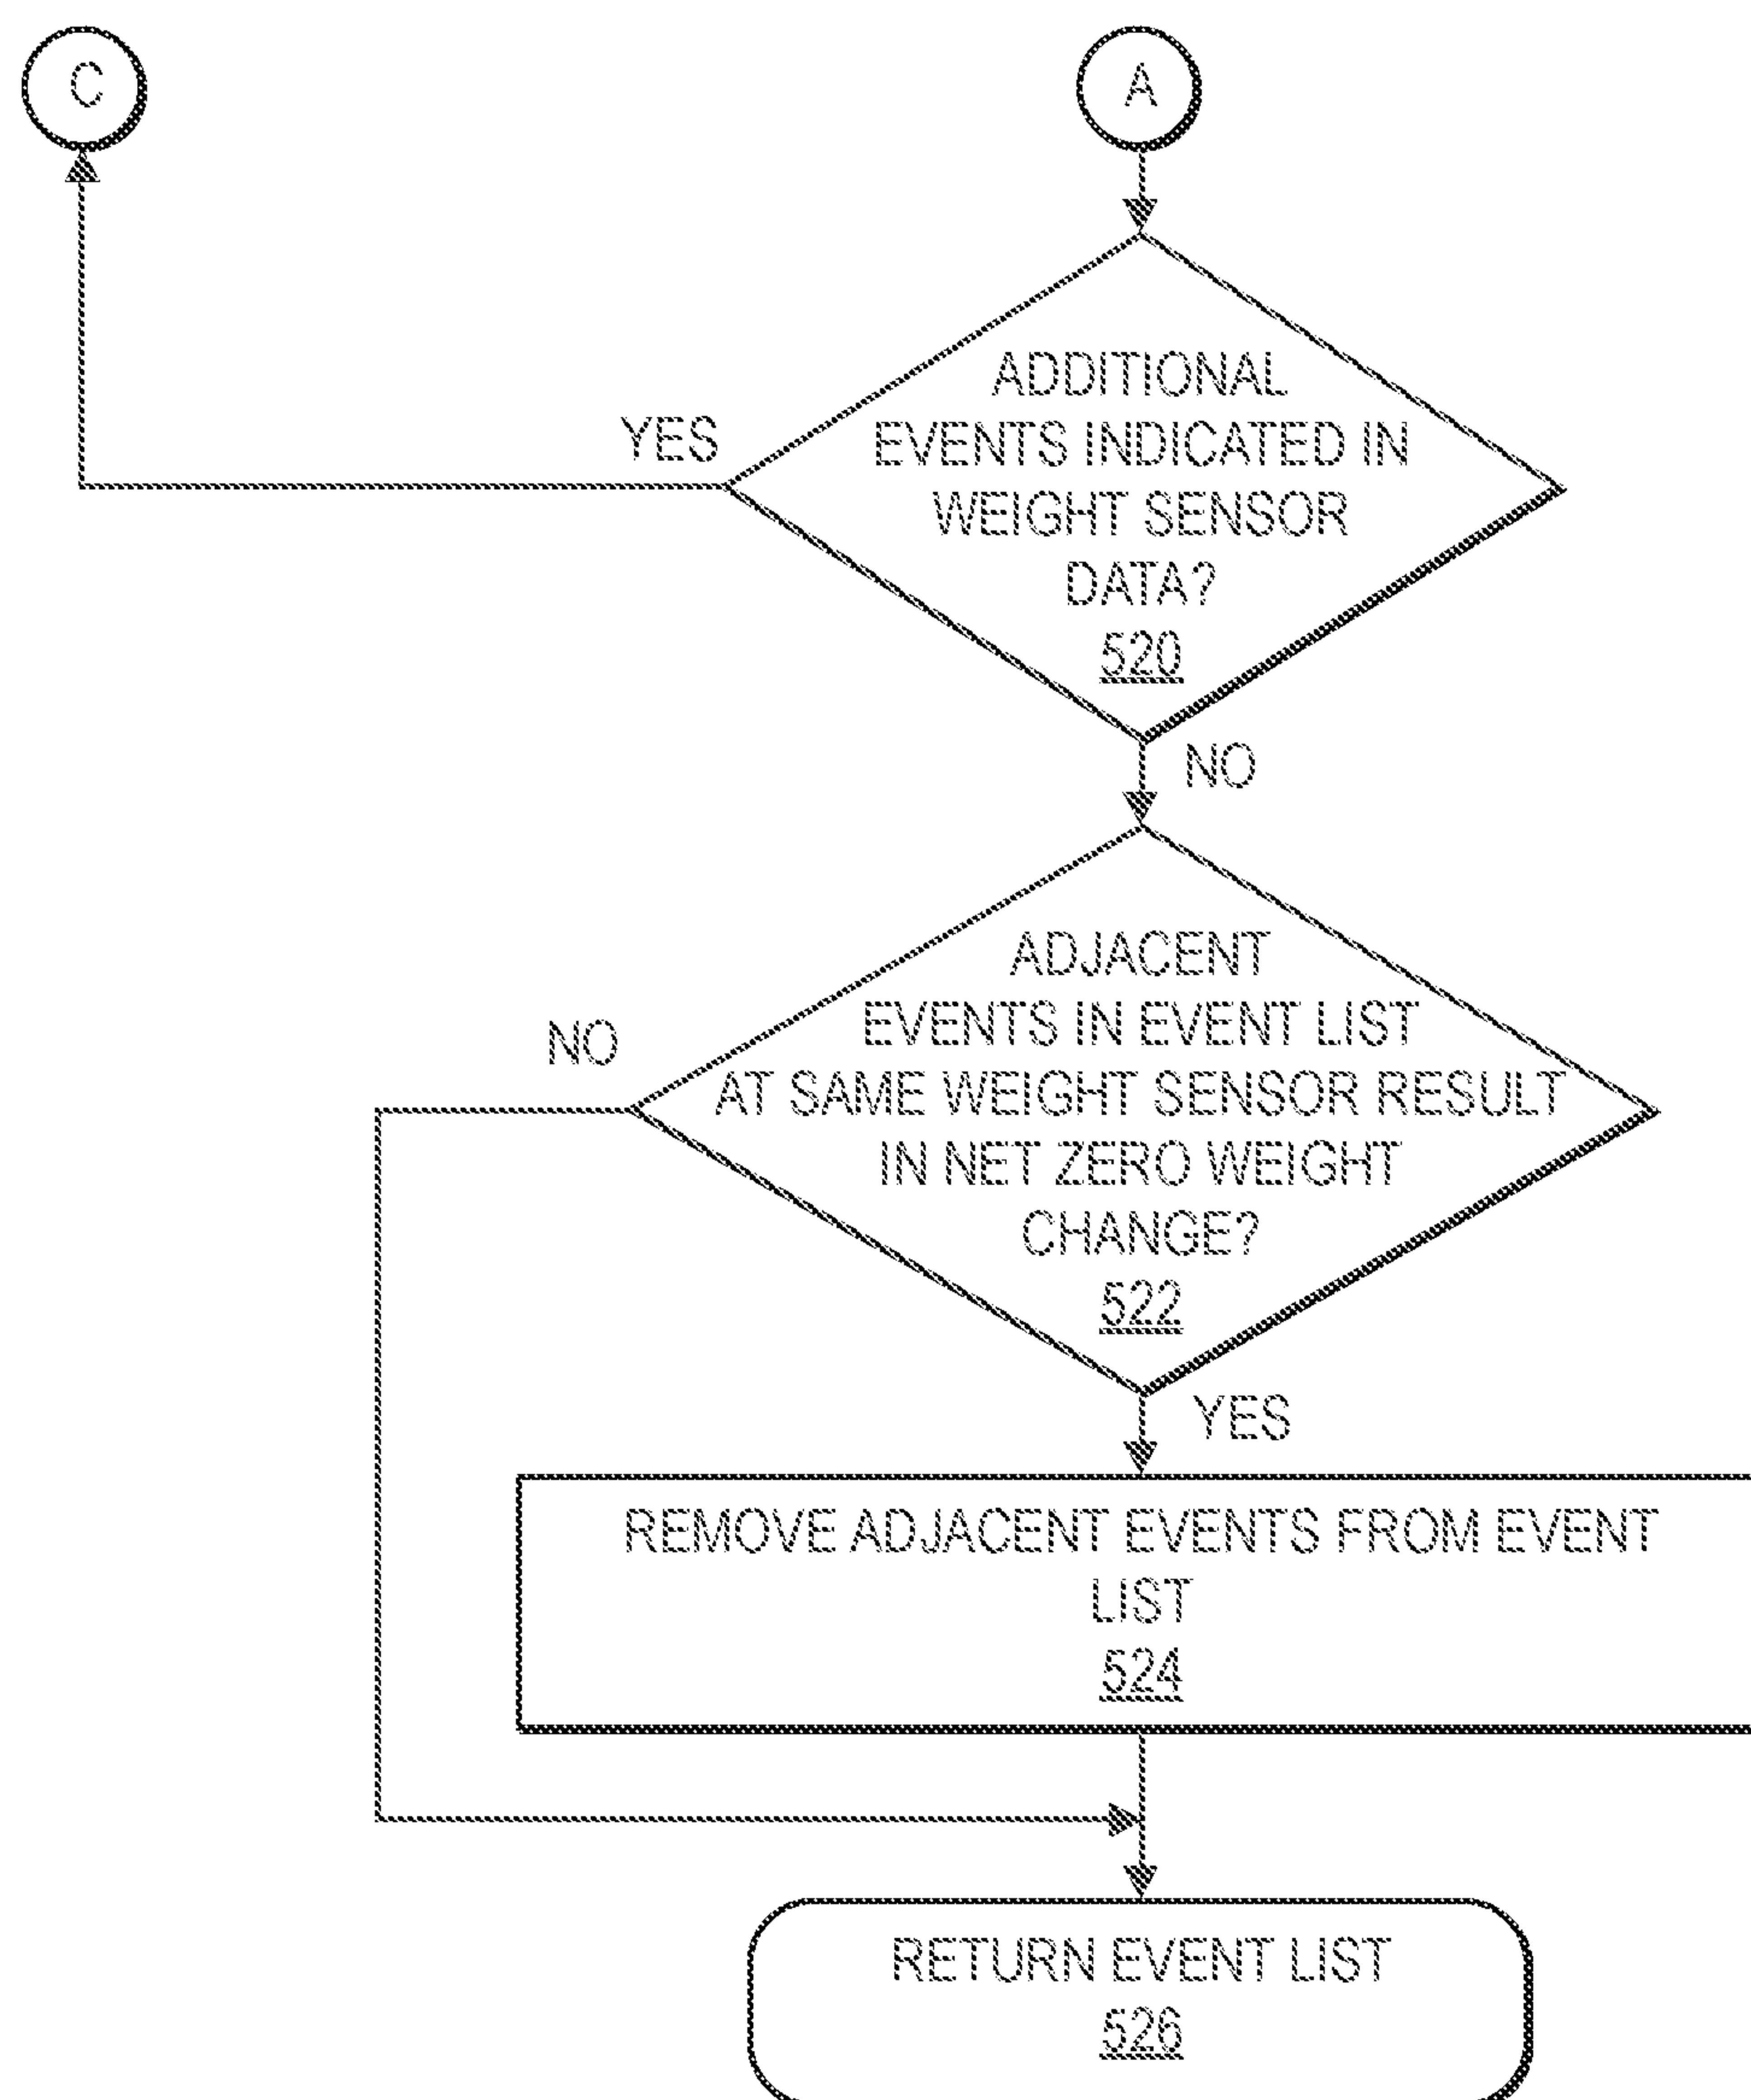 C
A
ADDITIONAL
EVENTS INDICATED IN
WEIGHT SENSOR
DATA?
520
YES
NO
ADJACENT
EVENTS IN EVENT LIST
AT SAME WEIGHT SENSOR RESULT
IN NET ZERO WEIGHT
CHANGE?
522
NO
YES
REMOVE ADJACENT EVENTS FROM EVENT
LIST
524
RETURN EVENT LIST
526